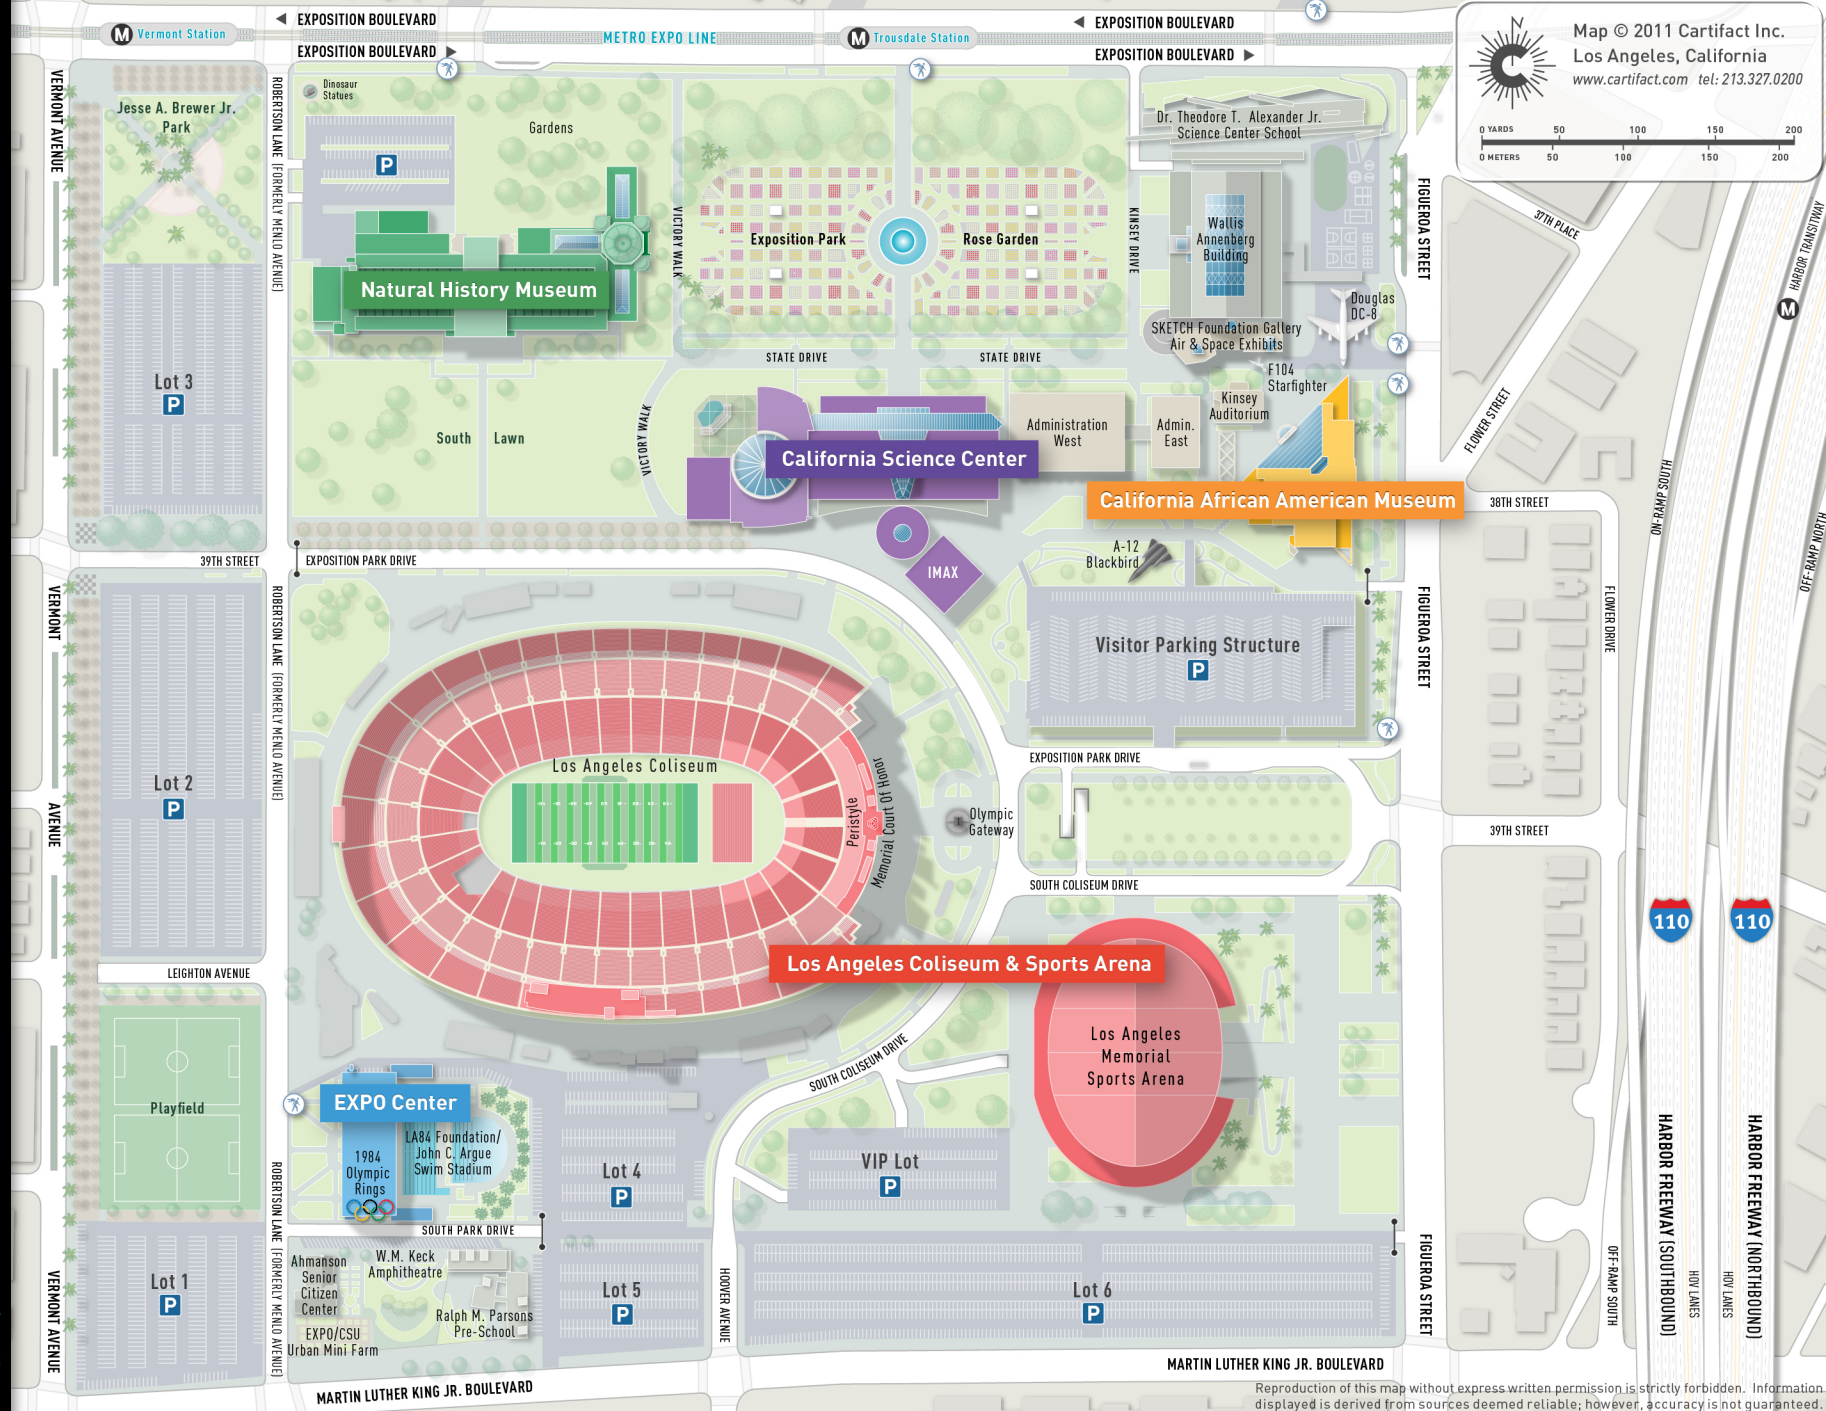 EXPOSITION BOULEVARD
EXPOSITION BOULEVARD
M Vermont Station
EXPOSITION BOULEVARD
METRO EXPO LINE
M Trousdale Station
EXPOSITION BOULEVARD
Map © 2011 Cartifact Inc.
Los Angeles, California
www.cartifact.com tel: 213.327.0200
N
C
0 YARDS 50 100 150 200
0 METERS 50 100 150 200
VERMONT AVENUE
Jesse A. Brewer Jr.
Park
ROBERTSON LANE (FORMERLY MENLO AVENUE)
Dinosaur
Statues
Gardens
P
Dr. Theodore T. Alexander Jr.
Science Center School
FIGUEROA STREET
37TH PLACE
HARBOR TRANSITWAY
M
VICTORY WALK
Exposition Park
Rose Garden
KINSEY DRIVE
Wallis
Annenberg
Building
Natural History Museum
Douglas
DC-8
SKETCH Foundation Gallery
Air & Space Exhibits
STATE DRIVE
STATE DRIVE
F104
Starfighter
Lot 3
P
South Lawn
VICTORY WALK
Kinsey
Auditorium
Administration
West
Admin.
East
FLOWER STREET
California Science Center
California African American Museum
38TH STREET
ON-RAMP SOUTH
OFF-RAMP NORTH
39TH STREET
EXPOSITION PARK DRIVE
A-12
Blackbird
IMAX
VERMONT
AVENUE
ROBERTSON LANE (FORMERLY MENLO AVENUE)
Visitor Parking Structure
P
FIGUEROA STREET
FLOWER DRIVE
Lot 2
P
Los Angeles Coliseum
Peristyle
Memorial Court Of Honor
EXPOSITION PARK DRIVE
Olympic
Gateway
39TH STREET
SOUTH COLISEUM DRIVE
110
110
LEIGHTON AVENUE
Los Angeles Coliseum & Sports Arena
Los Angeles
Memorial
Sports Arena
SOUTH COLISEUM DRIVE
Playfield
EXPO Center
LA84 Foundation/
John C. Argue
Swim Stadium
1984
Olympic
Rings
Lot 4
P
VIP Lot
P
HARBOR FREEWAY (SOUTHBOUND)
HARBOR FREEWAY (NORTHBOUND)
ROBERTSON LANE (FORMERLY MENLO AVENUE)
SOUTH PARK DRIVE
VERMONT AVENUE
Lot 1
P
Ahmanson
Senior
Citizen
Center
W.M. Keck
Amphitheatre
Ralph M. Parsons
Pre-School
EXPO/CSU
Urban Mini Farm
Lot 5
P
HOOVER AVENUE
Lot 6
P
FIGUEROA STREET
OFF-RAMP SOUTH
HOV LANES
HOV LANES
MARTIN LUTHER KING JR. BOULEVARD
MARTIN LUTHER KING JR. BOULEVARD
Reproduction of this map without express written permission is strictly forbidden. Information
displayed is derived from sources deemed reliable; however, accuracy is not guaranteed.